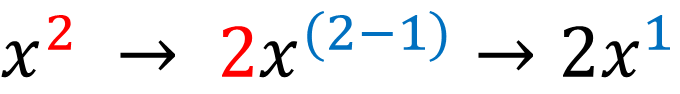 x² → 2x⁽²⁻¹⁾ → 2x¹